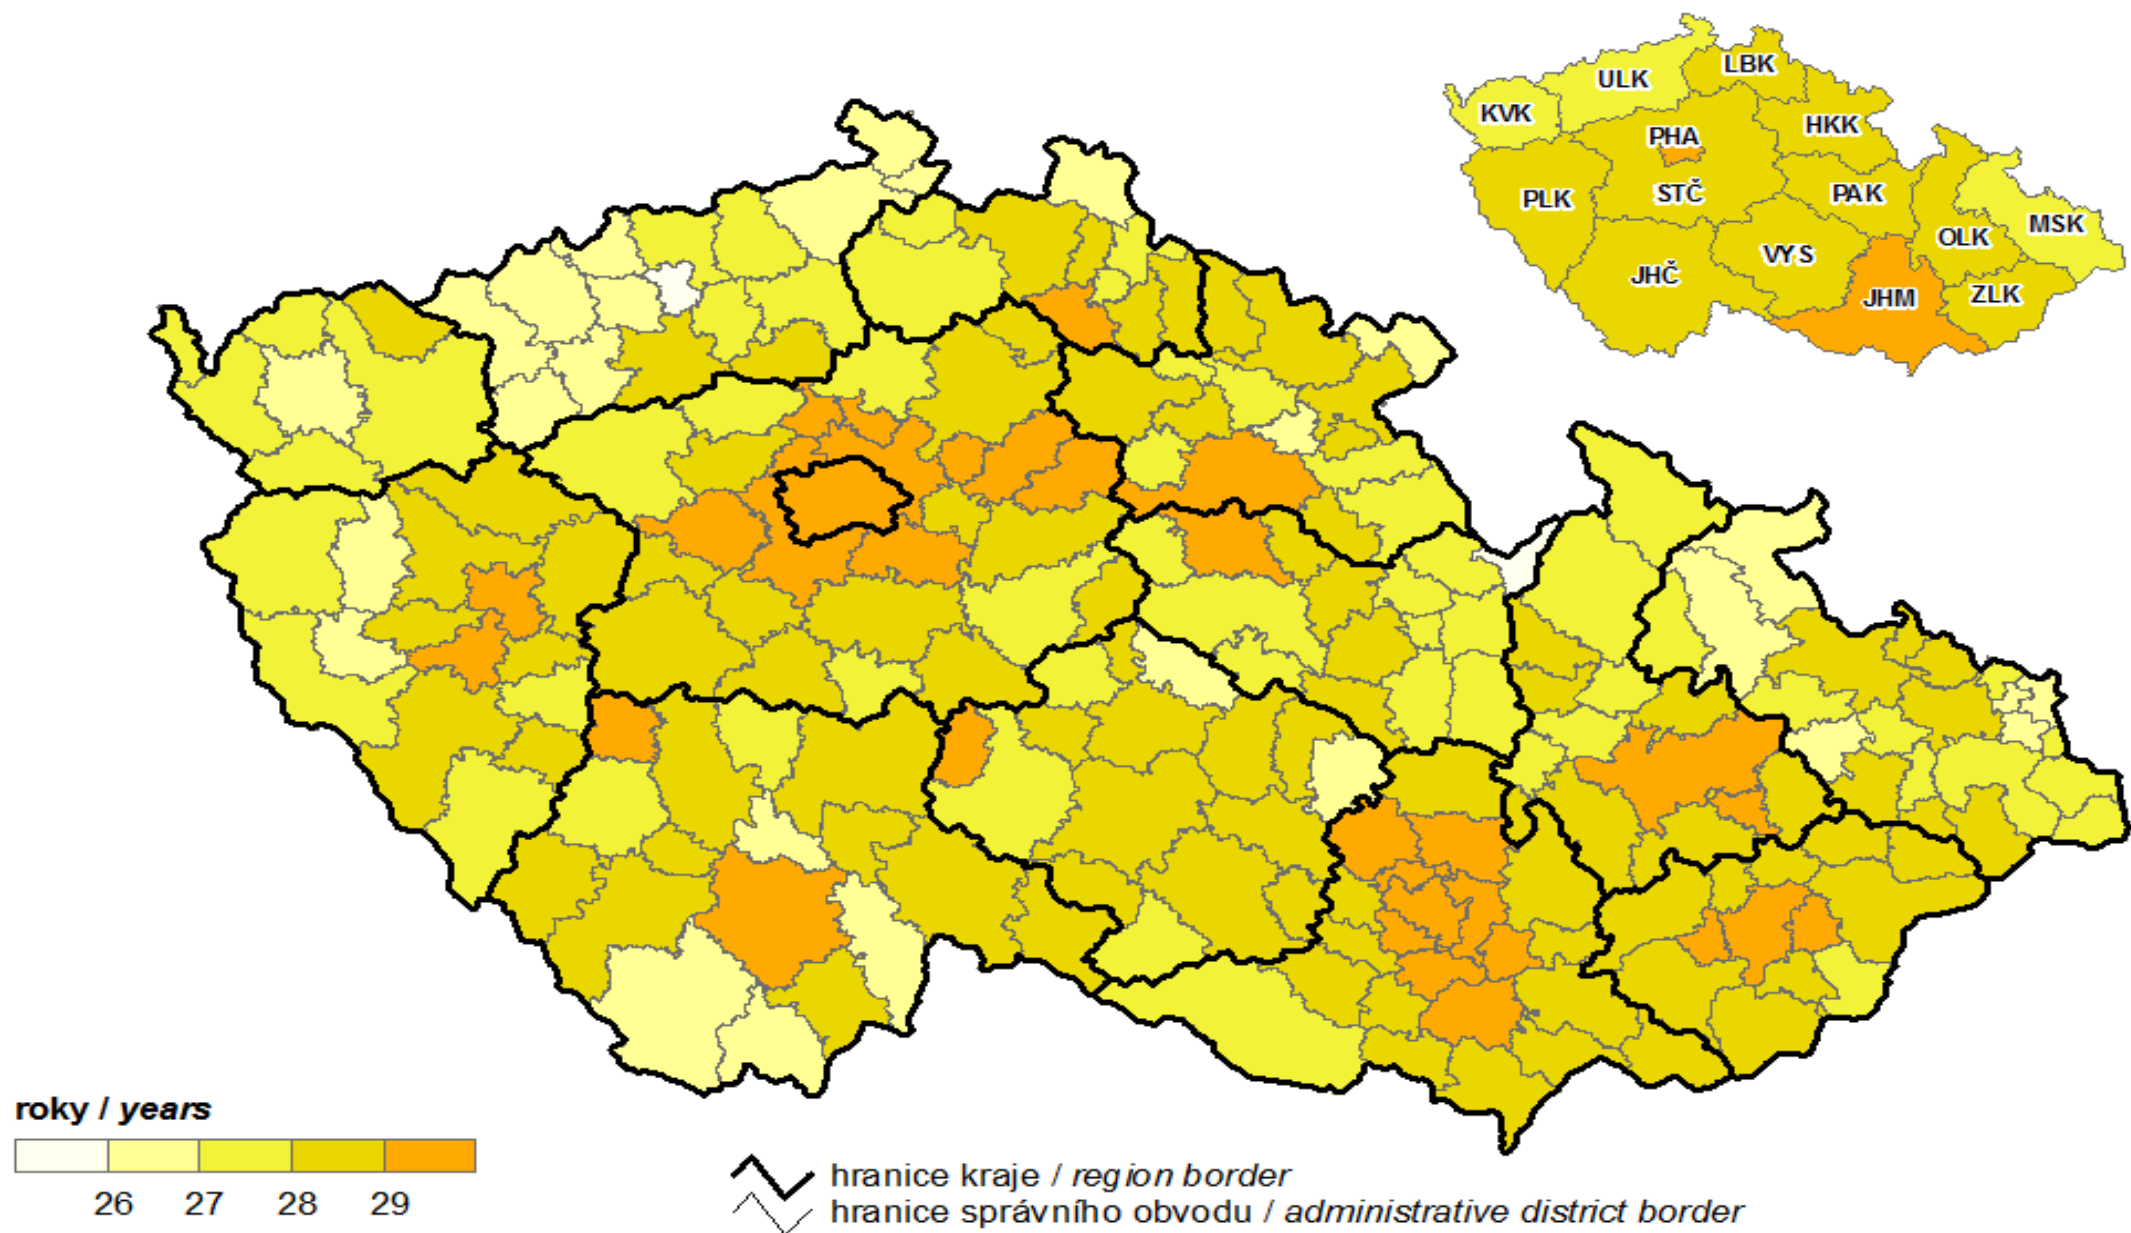 LBK
ULK
KVK
HKK
PHA
STČ
PAK
PLK
MSK
OLK
VYS
JHČ
ZLK
JHM
roky / years
26 27 28 29
hranice kraje / region border
hranice správního obvodu / administrative district border